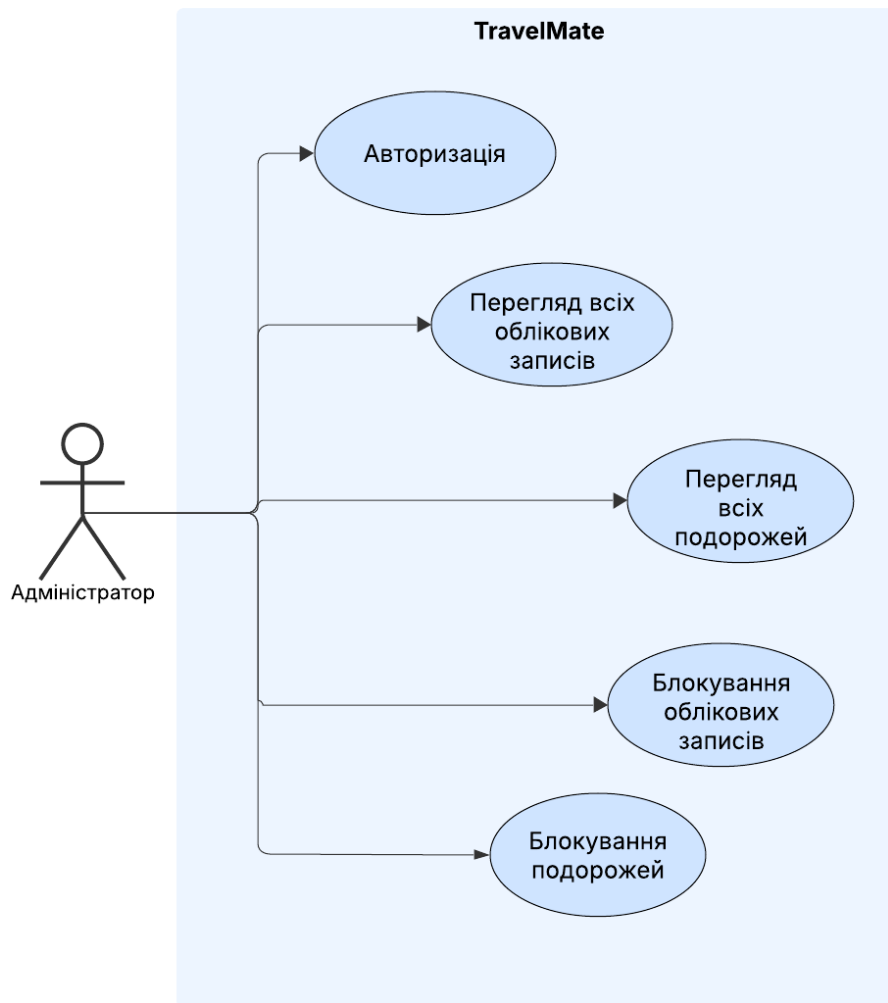 TravelMate
Авторизація
Перегляд всіх
облікових
записів
Перегляд
всіх
подорожей
Адміністратор
Блокування
облікових
записів
Блокування
подорожей